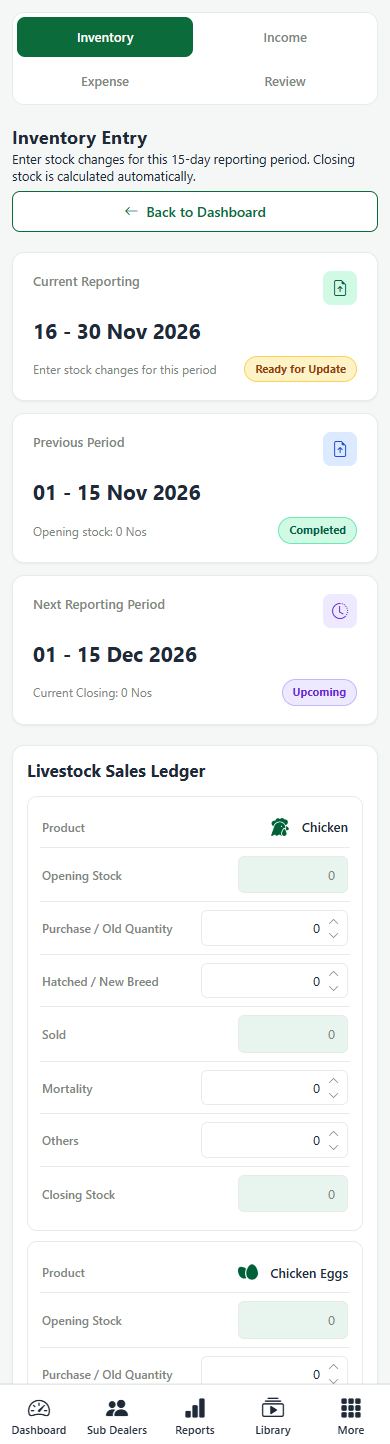 Inventory
Income
Expense
Review
Inventory Entry
Enter stock changes for this 15-day reporting period. Closing
stock is calculated automatically.
← Back to Dashboard
Current Reporting
16 - 30 Nov 2026
Enter stock changes for this period
Ready for Update
Previous Period
01 - 15 Nov 2026
Opening stock: 0 Nos
Completed
Next Reporting Period
01 - 15 Dec 2026
Current Closing: 0 Nos
Upcoming
Livestock Sales Ledger
Product Chicken
Opening Stock 0
Purchase / Old Quantity 0
Hatched / New Breed 0
Sold 0
Mortality 0
Others 0
Closing Stock 0
Product Chicken Eggs
Opening Stock 0
Purchase / Old Quantity 0
Dashboard
Sub Dealers
Reports
Library
More